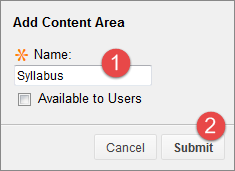 Add Content Area
* Name: 1
Syllabus
Available to Users
2
Cancel Submit